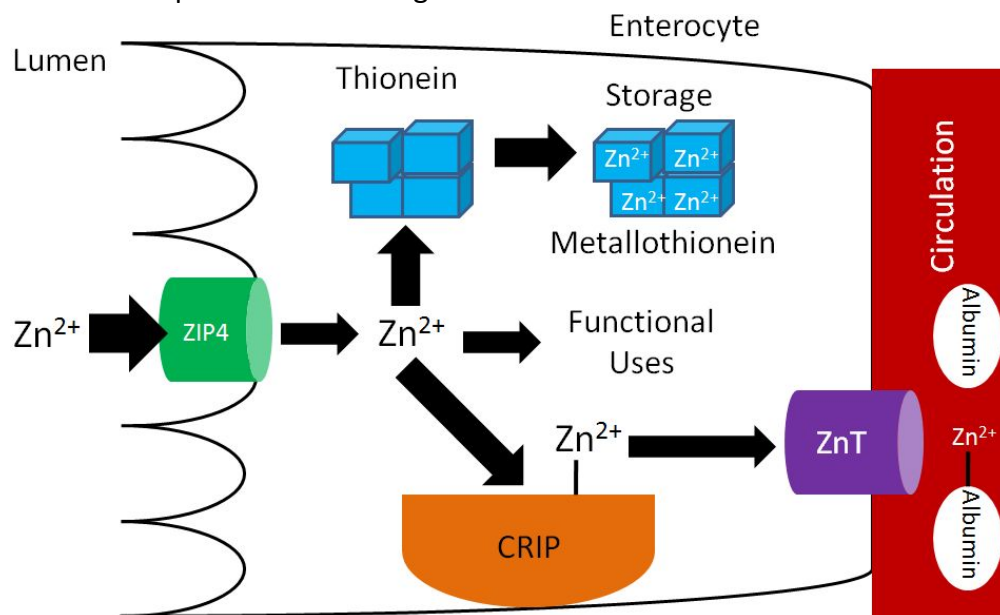 Enterocyte
Lumen
Thionein
Storage
Zn²⁺ Zn²⁺
Zn²⁺ Zn²⁺
Metallothionein
Circulation
Zn²⁺
ZIP4
Zn²⁺
Functional
Uses
Albumin
Zn²⁺
ZnT
Zn²⁺
CRIP
Albumin